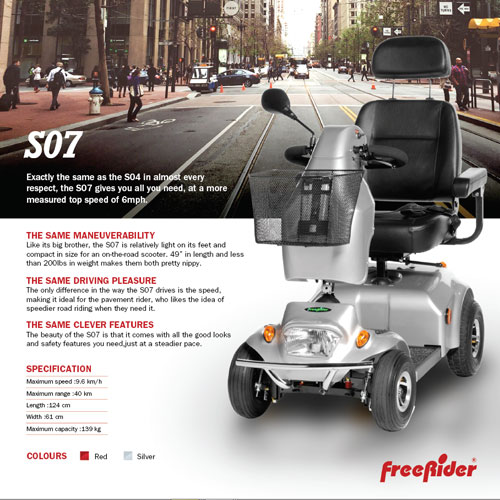 S07
Exactly the same as the S04 in almost every
respect, the S07 gives you all you need, at a more
measured top speed of 6mph.
THE SAME MANEUVERABILITY
Like its big brother, the S07 is relatively light on its feet and
compact in size for an on-the-road scooter. 49" in length and less
than 200lbs in weight makes them both pretty nippy.
THE SAME DRIVING PLEASURE
The only difference in the way the S07 drives is the speed,
making it ideal for the pavement rider, who likes the idea of
speedier road riding when they need it.
THE SAME CLEVER FEATURES
The beauty of the S07 is that it comes with all the good looks
and safety features you need,just at a steadier pace.
SPECIFICATION
Maximum speed :9.6 km/h
Maximum range :40 km
Length :124 cm
Width :61 cm
Maximum capacity :139 kg
COLOURS Red Silver
FreeRider
FreeRider